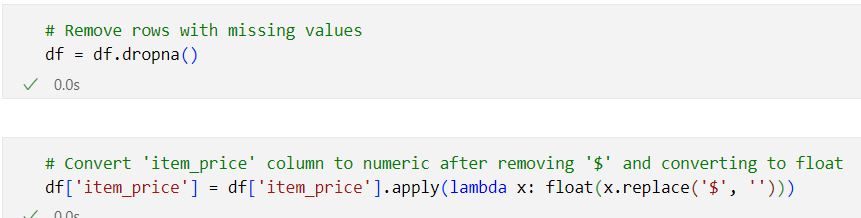 # Remove rows with missing values
df = df.dropna()
0.0s
# Convert 'item_price' column to numeric after removing '$' and converting to float
df['item_price'] = df['item_price'].apply(lambda x: float(x.replace('$', '')))
0.0s